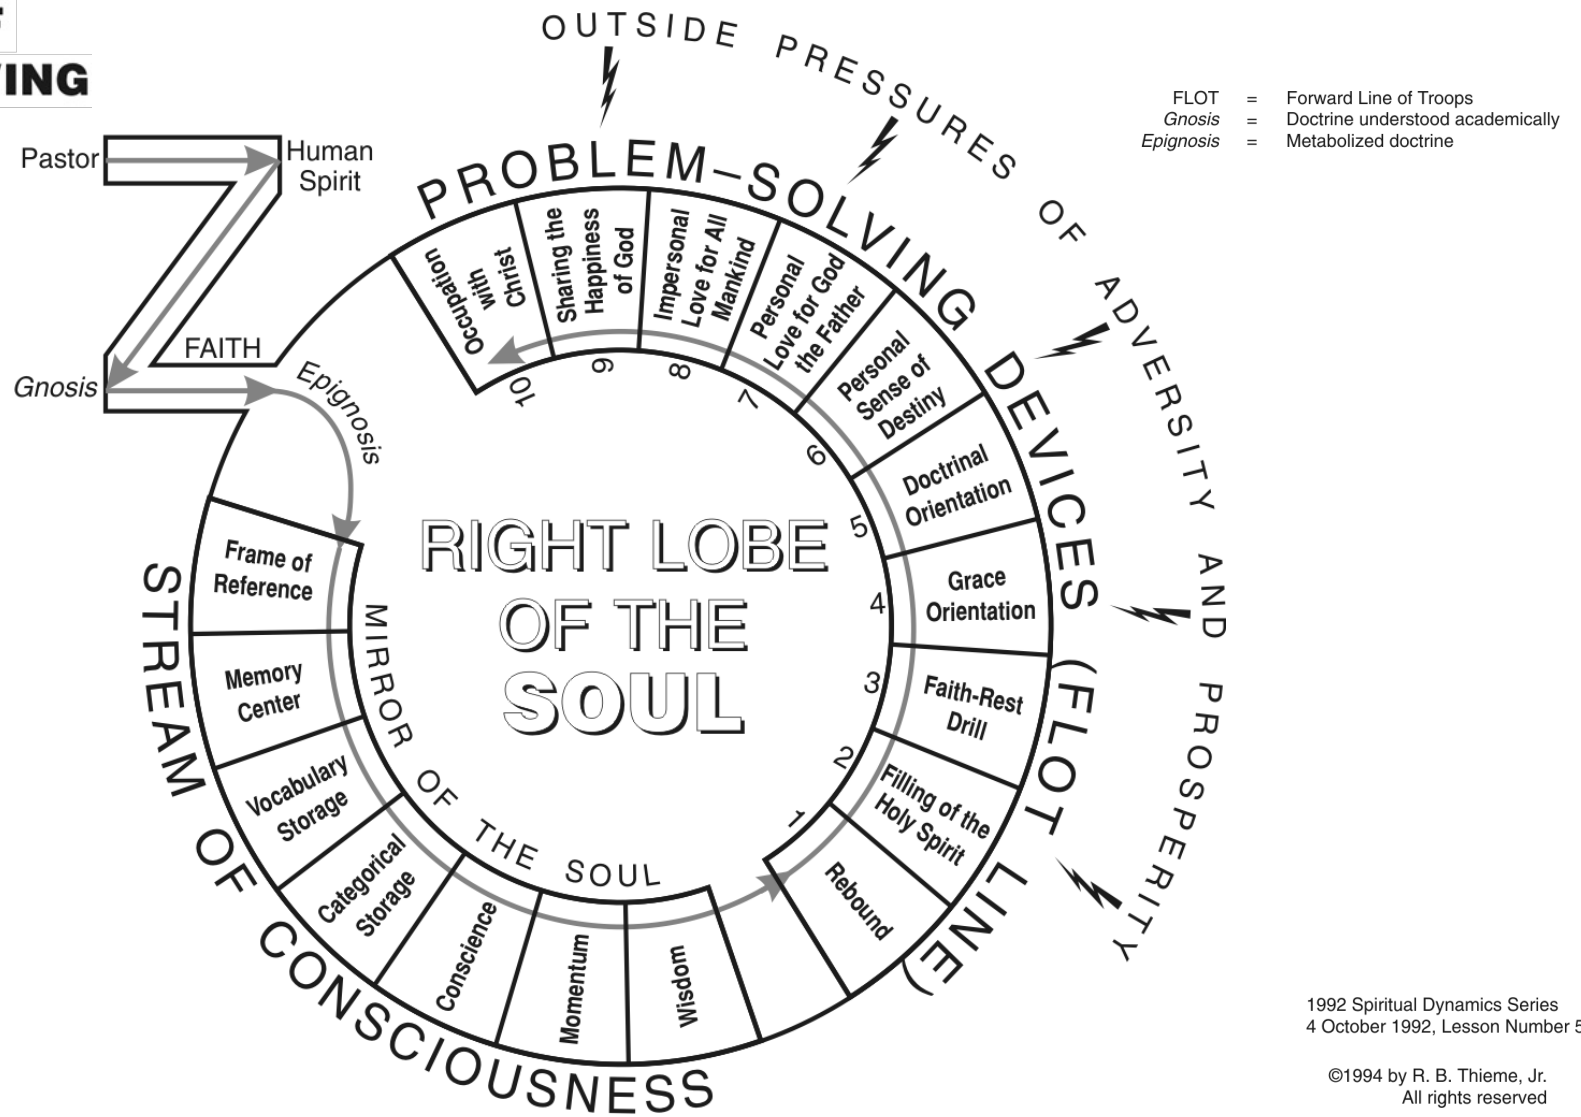 VING
Pastor
Human
Spirit
FAITH
Gnosis
Epignosis
OUTSIDE PRESSURES OF ADVERSITY AND PROSPERITY
FLOT = Forward Line of Troops
Gnosis = Doctrine understood academically
Epignosis = Metabolized doctrine
PROBLEM–SOLVING DEVICES (FLOT LINE)
Occupation
with
Christ
10
Sharing the
Happiness
of God
9
Impersonal
Love for All
Mankind
8
Personal
Love for God
the Father
7
Personal
Sense of
Destiny
6
Doctrinal
Orientation
5
Grace
Orientation
4
Faith-Rest
Drill
3
Filling of the
Holy Spirit
2
Rebound
1
RIGHT LOBE
OF THE
SOUL
MIRROR OF THE SOUL
Frame of
Reference
Memory
Center
Vocabulary
Storage
Categorical
Storage
Conscience
Momentum
Wisdom
STREAM OF CONSCIOUSNESS
1992 Spiritual Dynamics Series
4 October 1992, Lesson Number 5
©1994 by R. B. Thieme, Jr.
All rights reserved